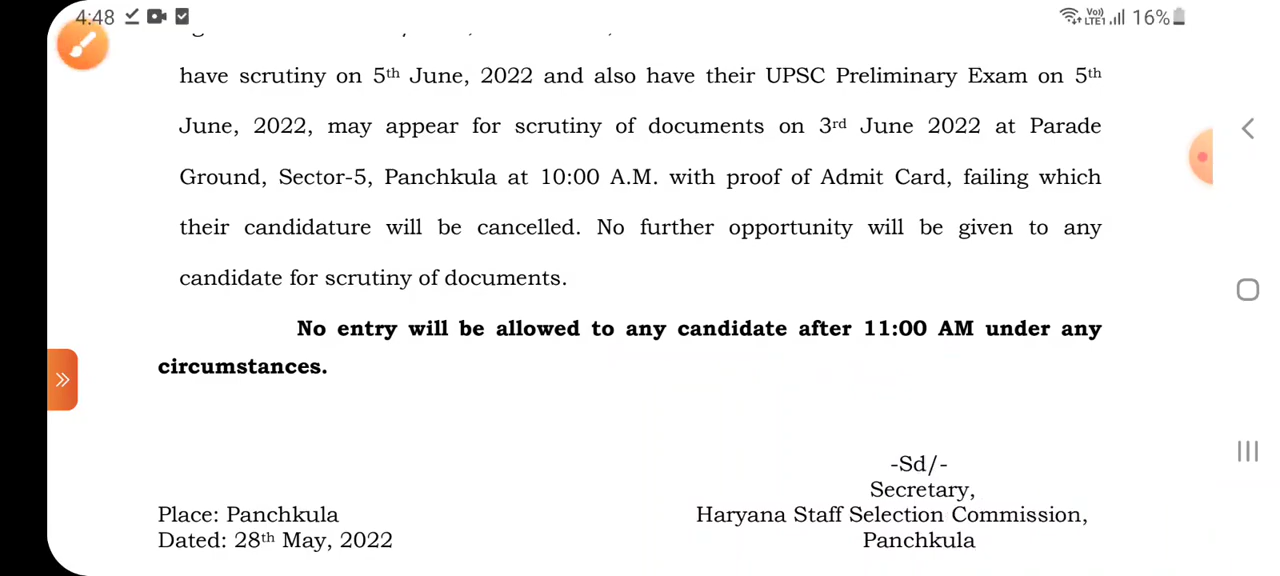 4:48
Vo)) LTE1 16%
have scrutiny on 5th June, 2022 and also have their UPSC Preliminary Exam on 5th
June, 2022, may appear for scrutiny of documents on 3rd June 2022 at Parade
Ground, Sector-5, Panchkula at 10:00 A.M. with proof of Admit Card, failing which
their candidature will be cancelled. No further opportunity will be given to any
candidate for scrutiny of documents.
No entry will be allowed to any candidate after 11:00 AM under any
circumstances.
-Sd/-
Secretary,
Place: Panchkula Haryana Staff Selection Commission,
Dated: 28th May, 2022 Panchkula